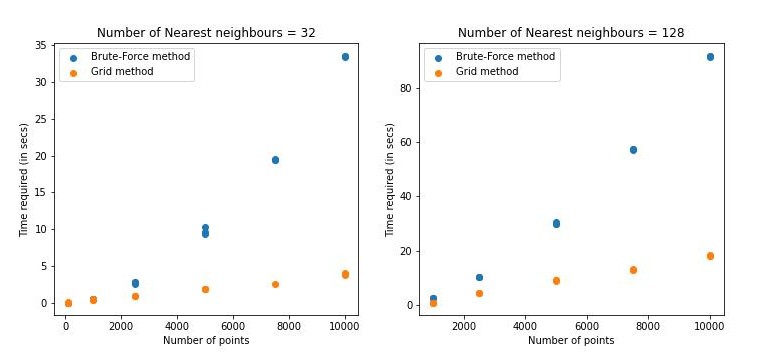 Number of Nearest neighbours = 32
35
30
25
20
15
10
5
0
Time required (in secs)
Brute-Force method
Grid method
0 2000 4000 6000 8000 10000
Number of points
Number of Nearest neighbours = 128
80
60
40
20
0
Time required (in secs)
Brute-Force method
Grid method
2000 4000 6000 8000 10000
Number of points